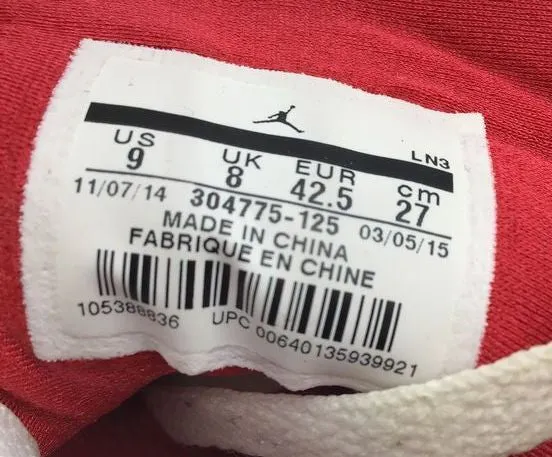 LN3
US UK EUR cm
9 8 42.5 27
11/07/14 304775-125 03/05/15
MADE IN CHINA
FABRIQUE EN CHINE
UPC 00640135939921